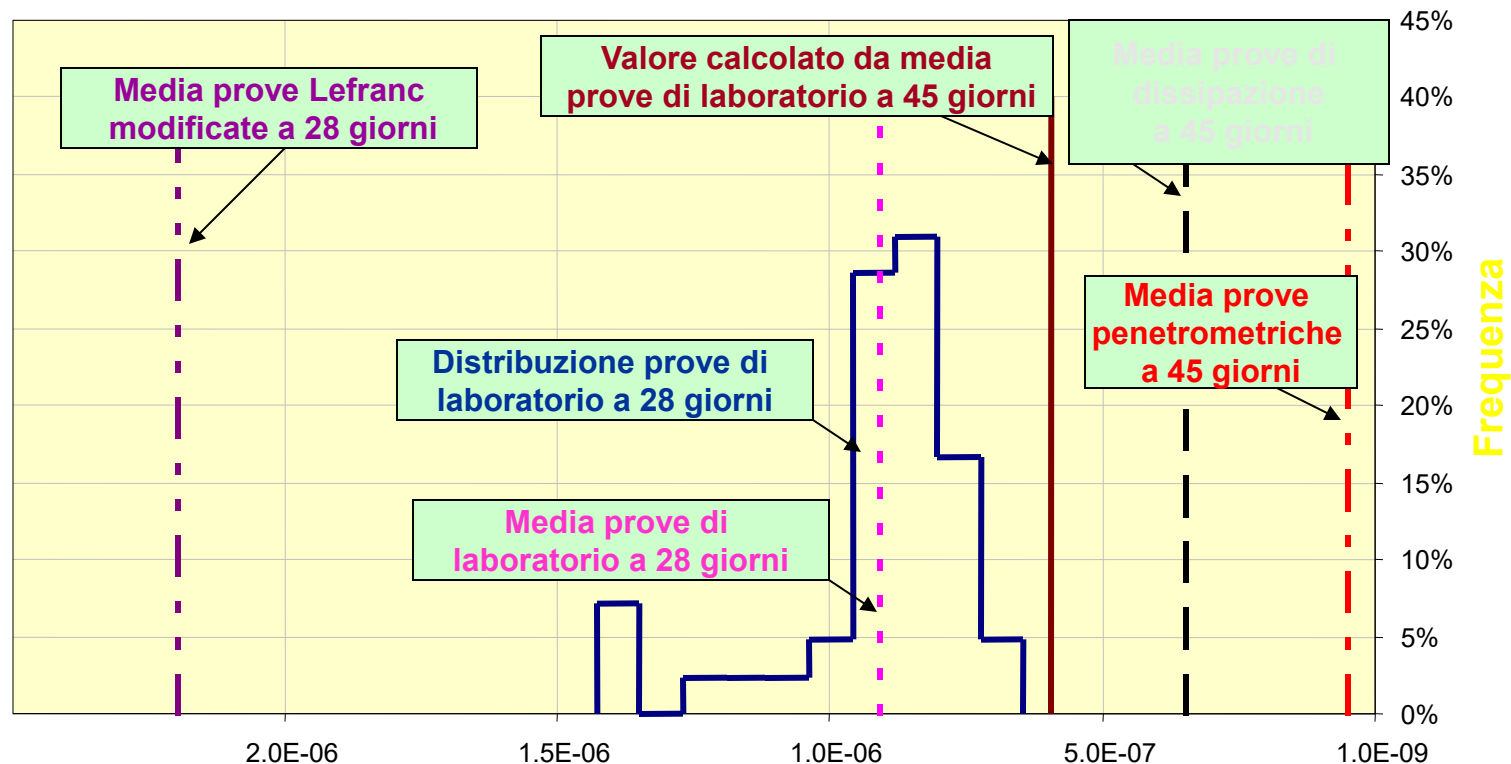 Media prove Lefranc
modificate a 28 giorni
Valore calcolato da media
prove di laboratorio a 45 giorni
Media prove di
dissipazione
a 45 giorni
Media prove
penetrometriche
a 45 giorni
Distribuzione prove di
laboratorio a 28 giorni
Media prove di
laboratorio a 28 giorni
45%
40%
35%
30%
25%
20%
15%
10%
5%
0%
Frequenza
2.0E-06
1.5E-06
1.0E-06
5.0E-07
1.0E-09